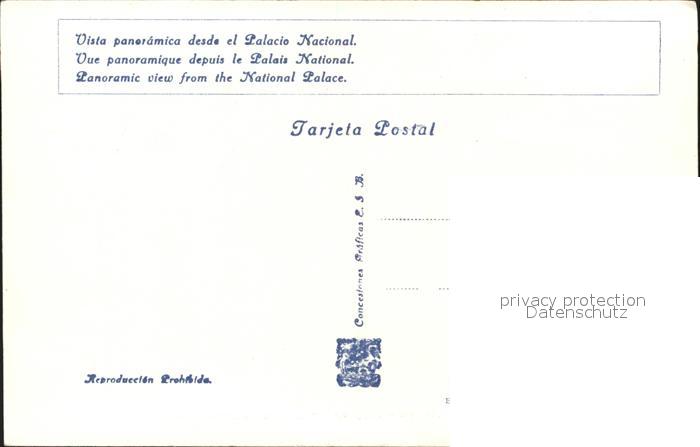 Vista panorámica desde el Palacio Nacional.
Vue panoramique depuis le Palais National.
Panoramic view from the National Palace.
Tarjeta Postal
Concesiones Gráficas E. I B.
privacy protection
Datenschutz
Reproducción Prohibida.